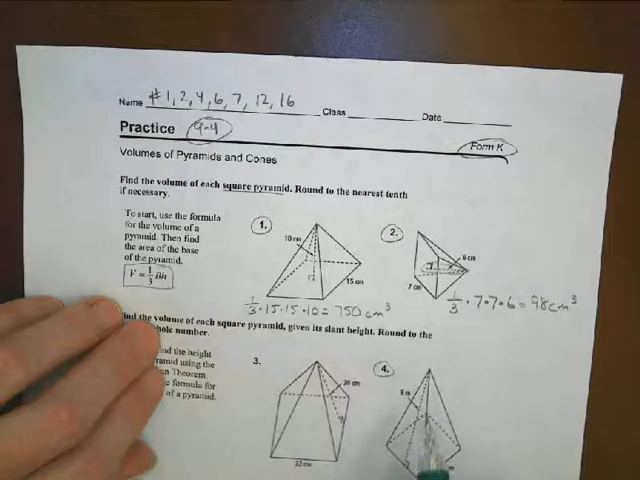 Name #1, 2, 4, 6, 7, 12, 16 Class Date
Practice 9-4 Form K
Volumes of Pyramids and Cones
Find the volume of each square pyramid. Round to the nearest tenth
if necessary.
To start, use the formula
for the volume of a
pyramid. Then find
the area of the base
of the pyramid.
V = 1/3 Bh
1.
10 cm
15 cm
1/3 · 15 · 15 · 10 = 750 cm³
2.
6 cm
7 cm
1/3 · 7 · 7 · 6 = 98 cm³
the volume of each square pyramid, given its slant height. Round to the
whole number.
the height
using the
Theorem.
formula for
of a pyramid.
3.
22 cm
4.